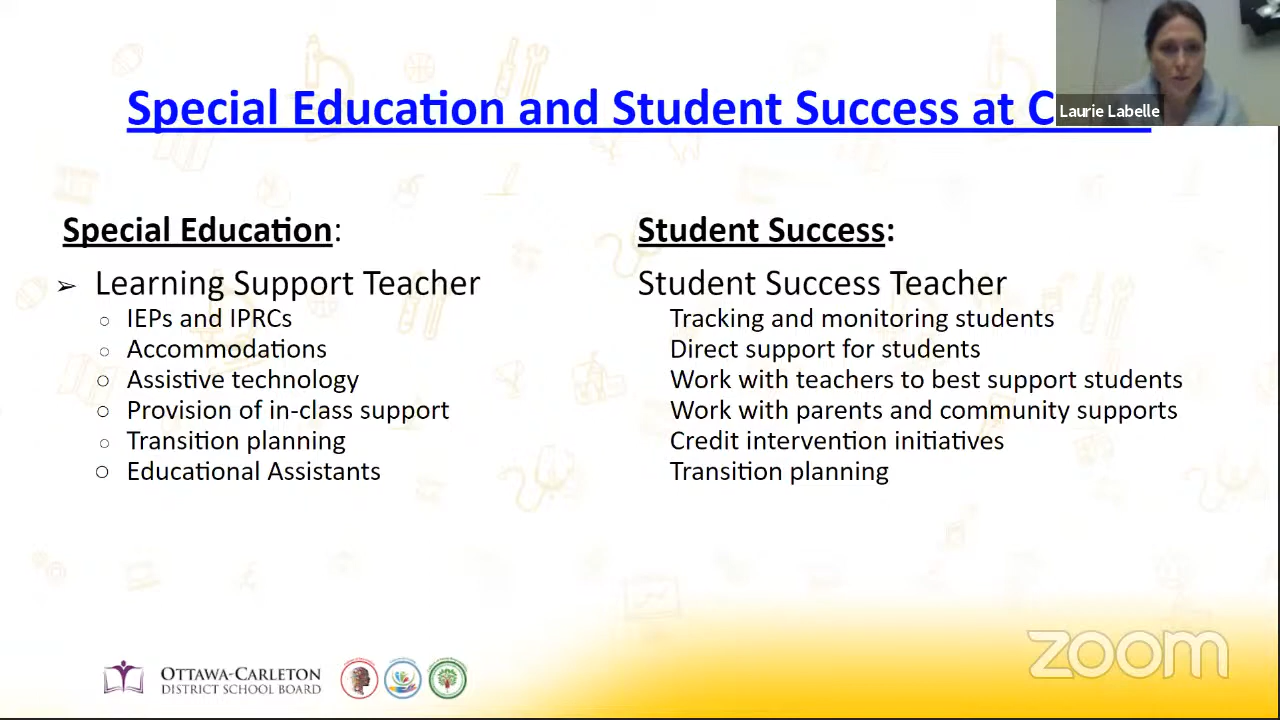 Special Education and Student Success at C
Laurie Labelle
Special Education:
➢ Learning Support Teacher
○ IEPs and IPRCs
○ Accommodations
○ Assistive technology
○ Provision of in-class support
○ Transition planning
○ Educational Assistants
Student Success:
Student Success Teacher
Tracking and monitoring students
Direct support for students
Work with teachers to best support students
Work with parents and community supports
Credit intervention initiatives
Transition planning
OTTAWA-CARLETON
DISTRICT SCHOOL BOARD
zoom